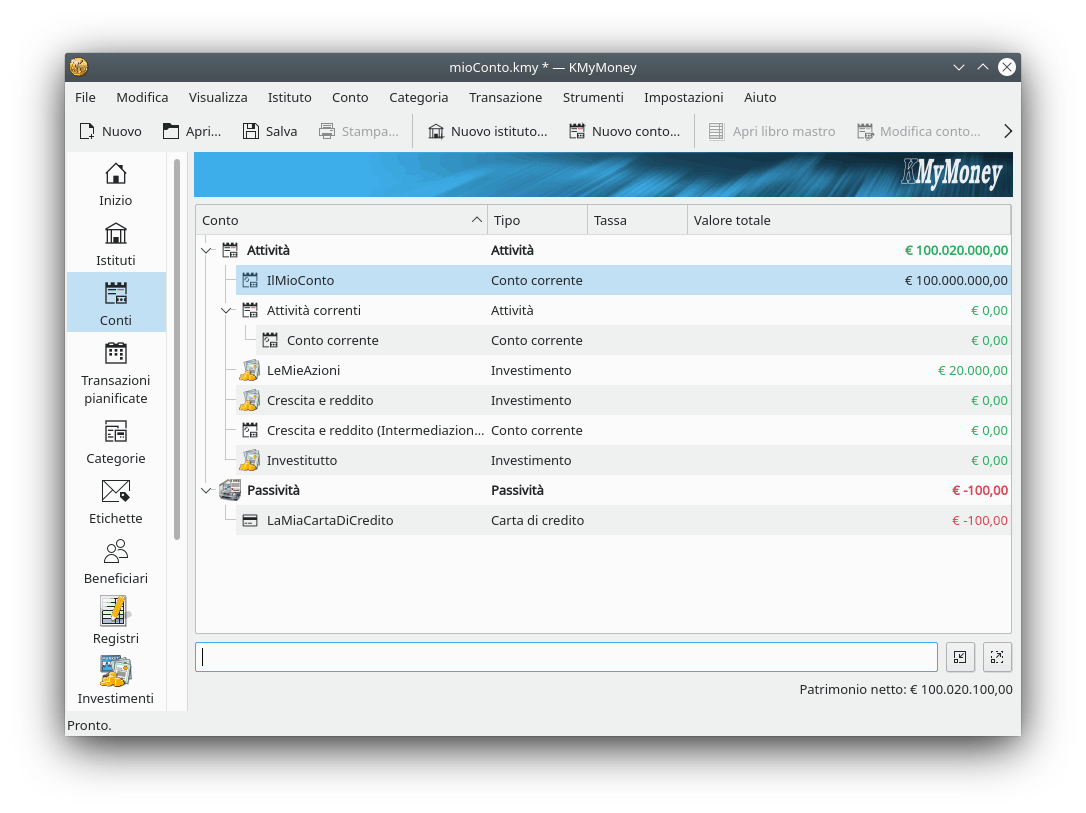 mioConto.kmy * — KMyMoney
File Modifica Visualizza Istituto Conto Categoria Transazione Strumenti Impostazioni Aiuto
Nuovo Apri... Salva Stampa... Nuovo istituto... Nuovo conto... Apri libro mastro Modifica conto...
Inizio
Istituti
Conti
Transazioni
pianificate
Categorie
Etichette
Beneficiari
Registri
Investimenti
KMyMoney
Conto Tipo Tassa Valore totale
Attività Attività € 100.020.000,00
IlMioConto Conto corrente € 100.000.000,00
Attività correnti Attività € 0,00
Conto corrente Conto corrente € 0,00
LeMieAzioni Investimento € 20.000,00
Crescita e reddito Investimento € 0,00
Crescita e reddito (Intermediazion... Conto corrente € 0,00
Investitutto Investimento € 0,00
Passività Passività € -100,00
LaMiaCartaDiCredito Carta di credito € -100,00
Patrimonio netto: € 100.020.100,00
Pronto.